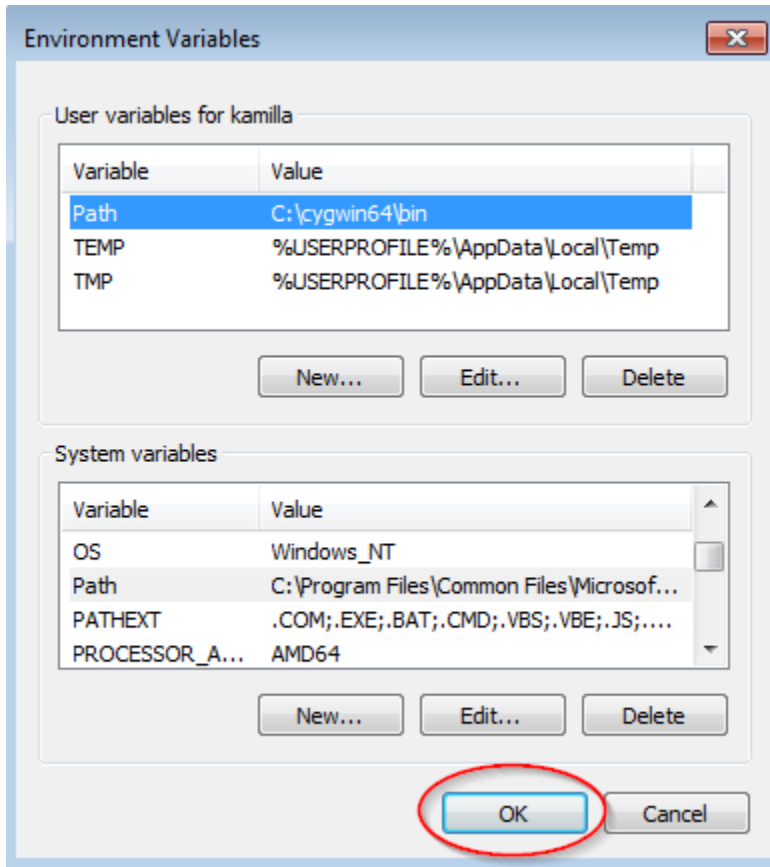 Environment Variables
User variables for kamilla
Variable Value
Path C:\cygwin64\bin
TEMP %USERPROFILE%\AppData\Local\Temp
TMP %USERPROFILE%\AppData\Local\Temp
New... Edit... Delete
System variables
Variable Value
OS Windows_NT
Path C:\Program Files\Common Files\Microsof...
PATHEXT .COM;.EXE;.BAT;.CMD;.VBS;.VBE;.JS;....
PROCESSOR_A... AMD64
New... Edit... Delete
OK Cancel